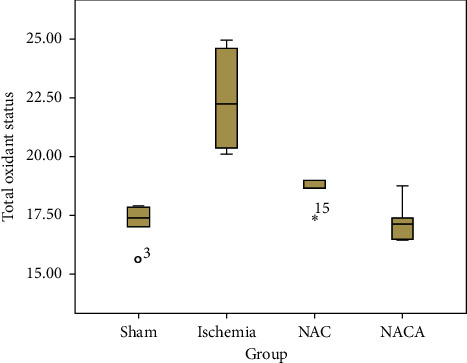 Total oxidant status
25.00
22.50
20.00
17.50
15.00
3
15
*
Sham Ischemia NAC NACA
Group